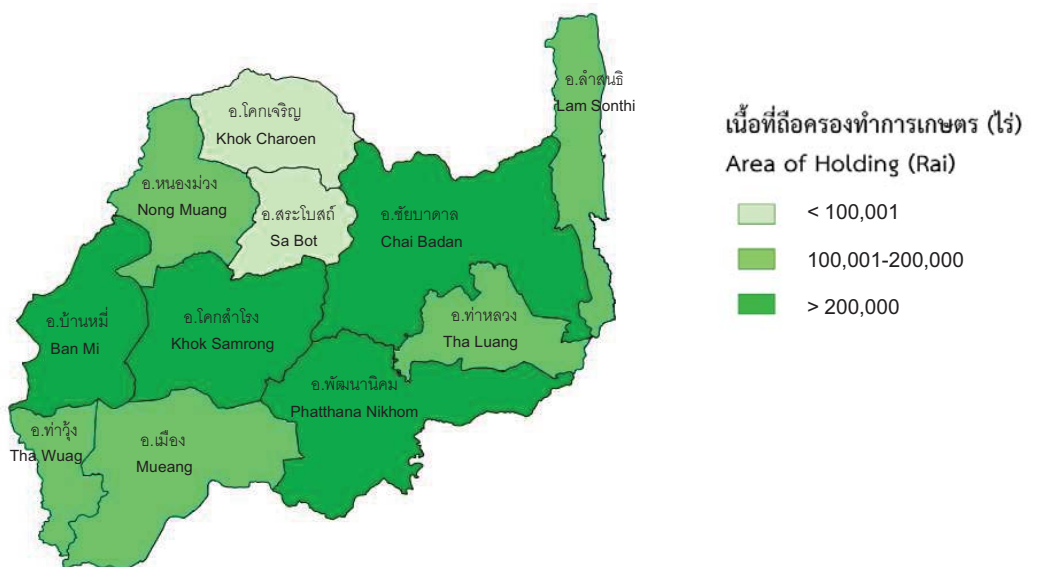 อ.ลำสนธิ
Lam Sonthi
อ.โคกเจริญ
Khok Charoen
อ.หนองม่วง
Nong Muang
อ.สระโบสถ์
Sa Bot
อ.ชัยบาดาล
Chai Badan
อ.บ้านหมี่
Ban Mi
อ.โคกสำโรง
Khok Samrong
อ.ท่าหลวง
Tha Luang
อ.พัฒนานิคม
Phatthana Nikhom
อ.ท่าวุ้ง
Tha Wuag
อ.เมือง
Mueang
เนื้อที่ถือครองทำการเกษตร (ไร่)
Area of Holding (Rai)
< 100,001
100,001-200,000
> 200,000